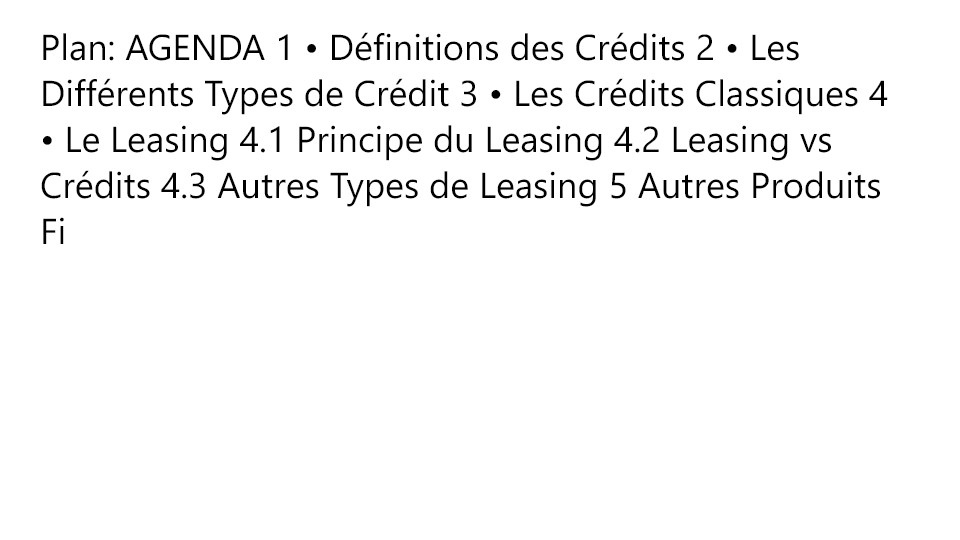 Plan: AGENDA 1 • Définitions des Crédits 2 • Les
Différents Types de Crédit 3 • Les Crédits Classiques 4
• Le Leasing 4.1 Principe du Leasing 4.2 Leasing vs
Crédits 4.3 Autres Types de Leasing 5 Autres Produits
Fi